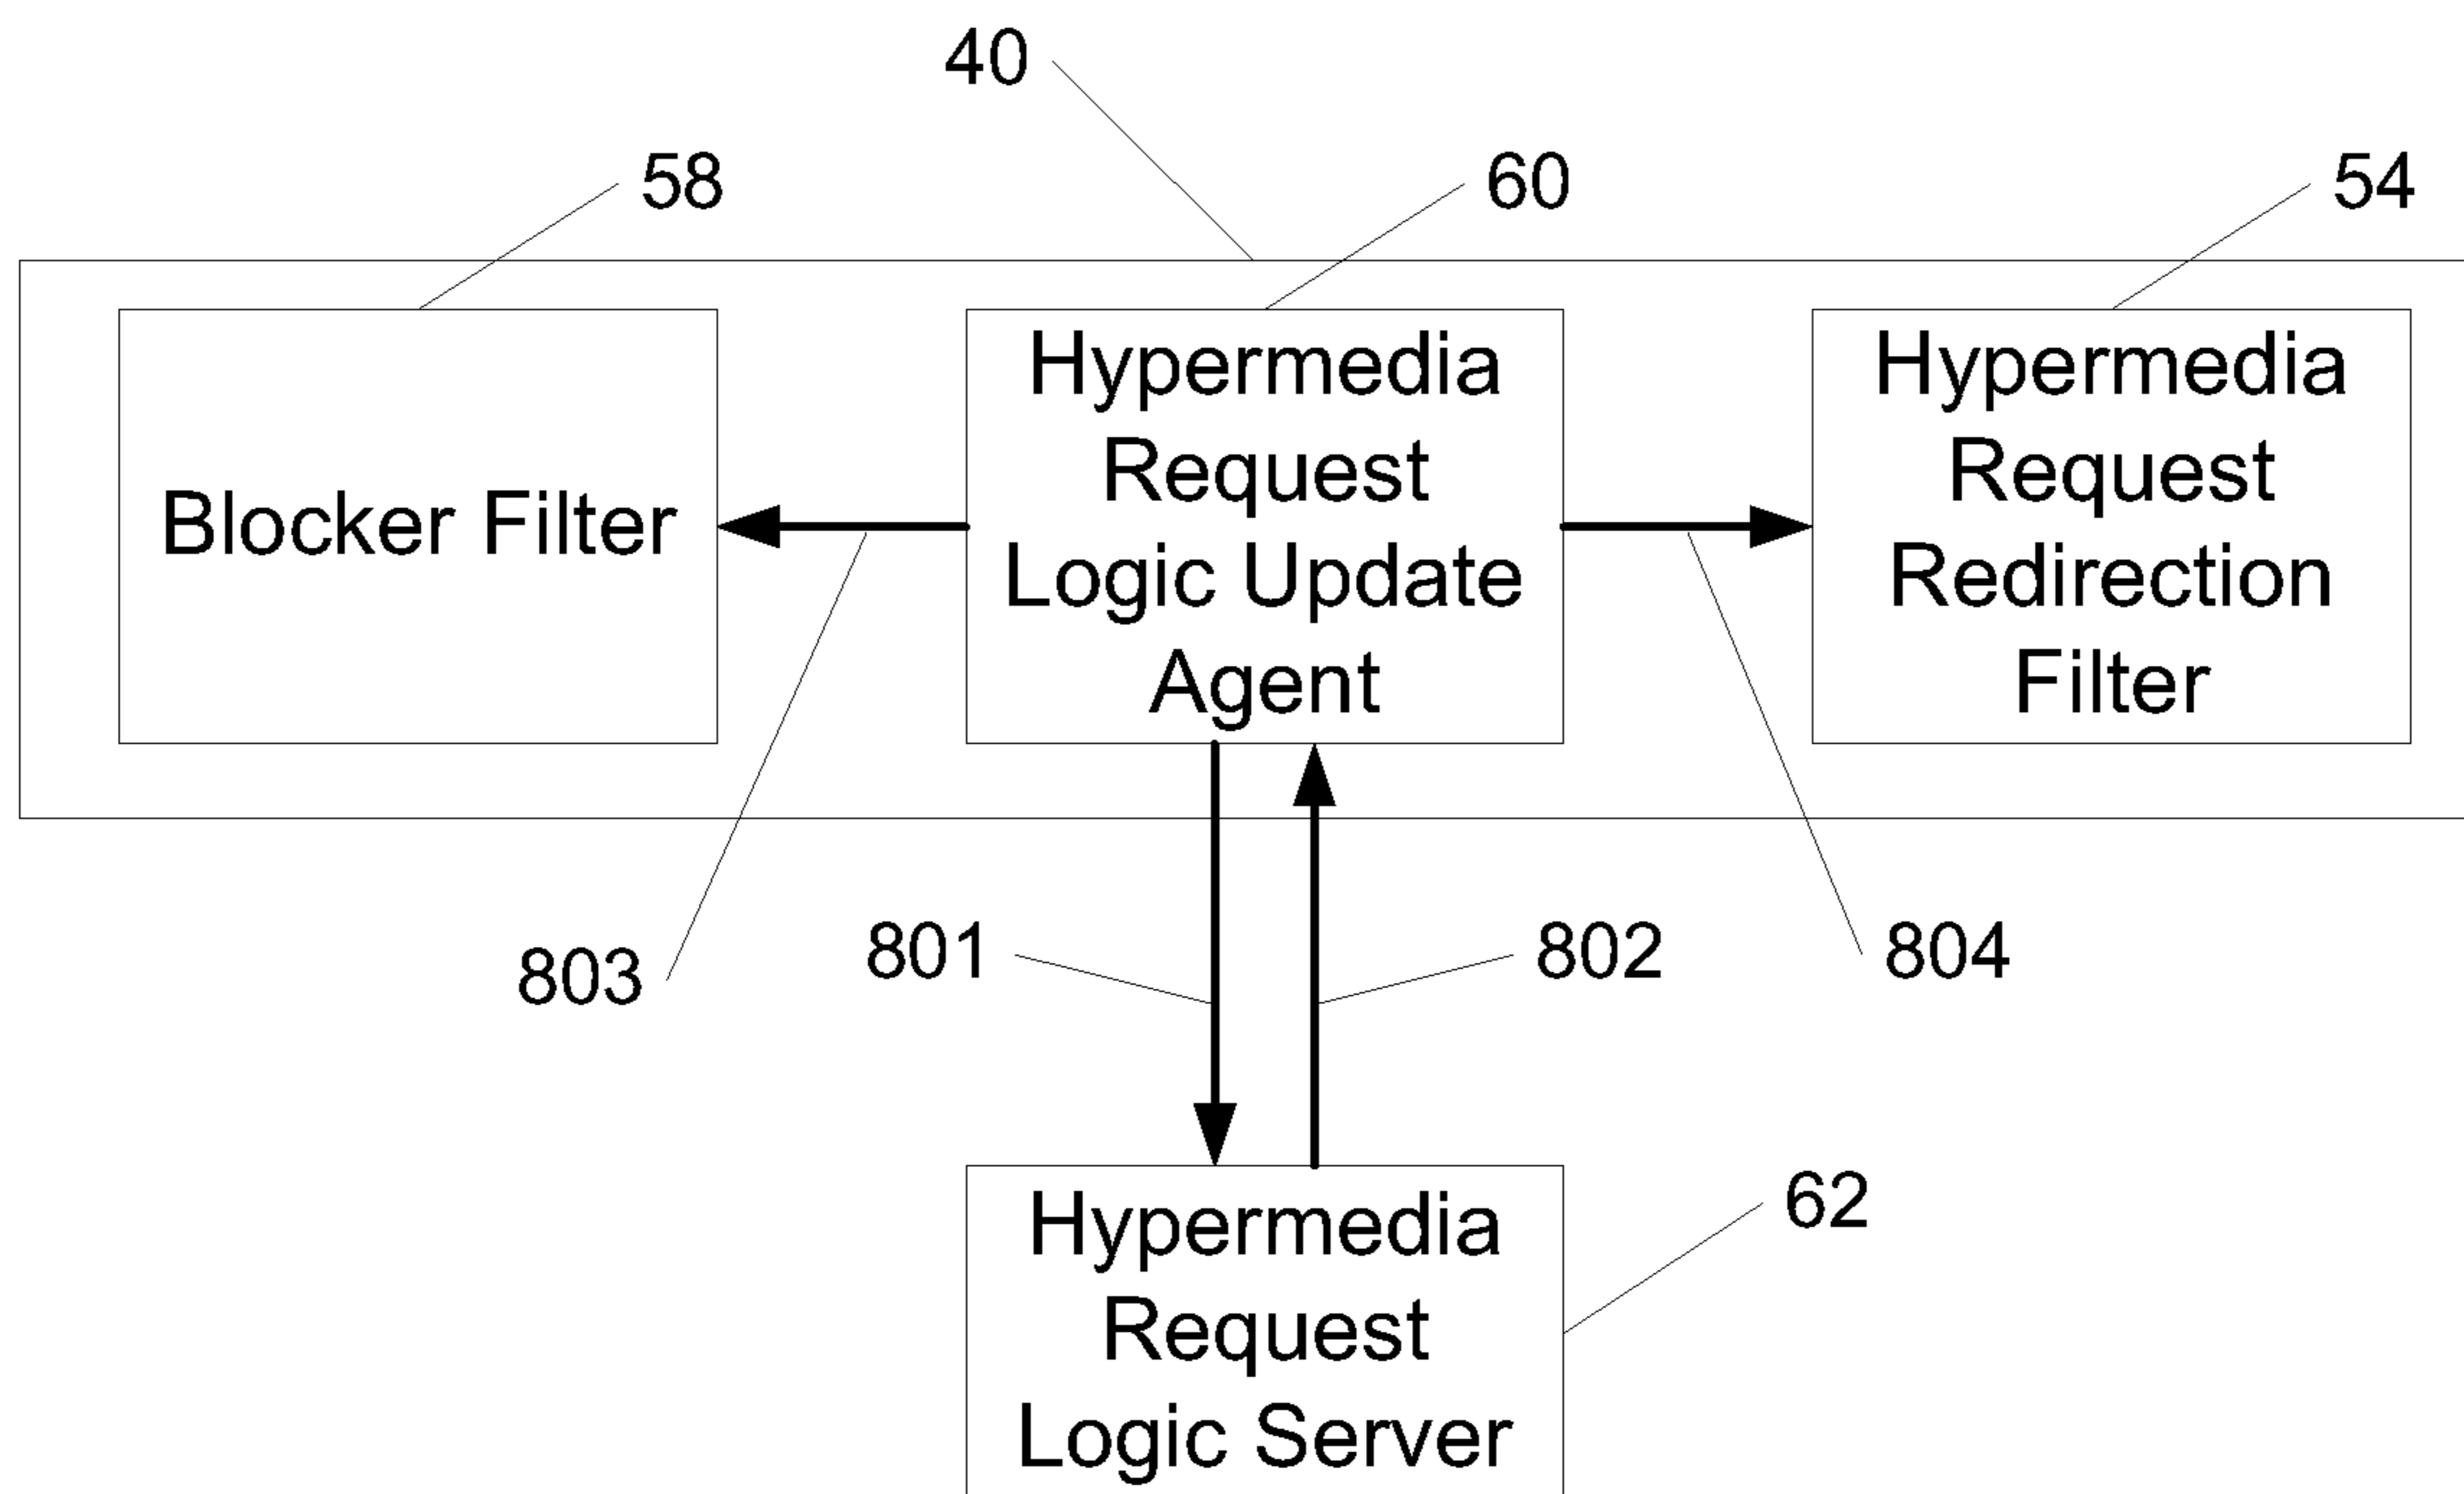 40
58
60
54
Blocker Filter
Hypermedia
Request
Logic Update
Agent
Hypermedia
Request
Redirection
Filter
803
801
802
804
62
Hypermedia
Request
Logic Server